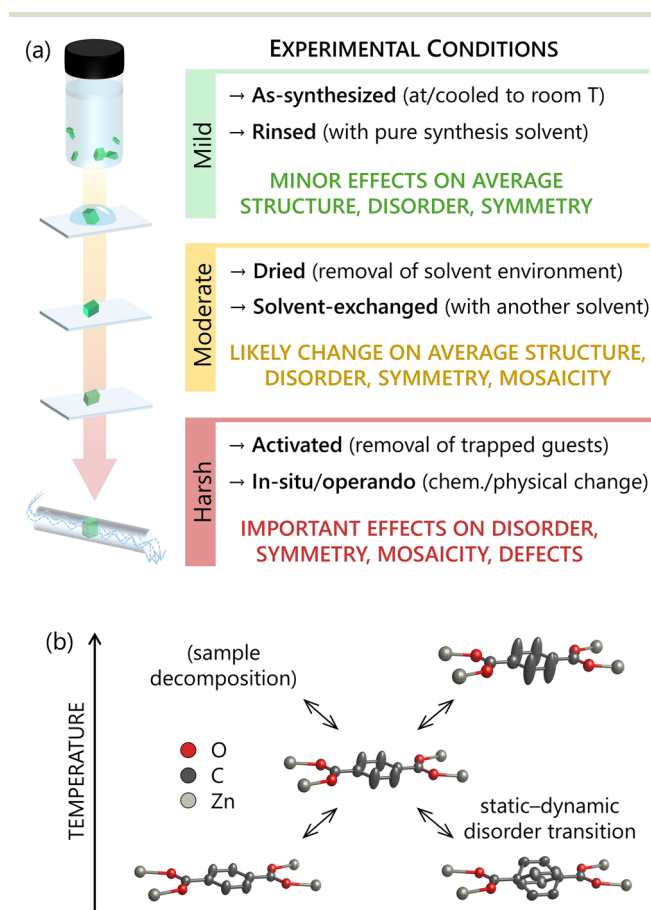 (a)
EXPERIMENTAL CONDITIONS
Mild
→ As-synthesized (at/cooled to room T)
→ Rinsed (with pure synthesis solvent)
MINOR EFFECTS ON AVERAGE
STRUCTURE, DISORDER, SYMMETRY
Moderate
→ Dried (removal of solvent environment)
→ Solvent-exchanged (with another solvent)
LIKELY CHANGE ON AVERAGE STRUCTURE,
DISORDER, SYMMETRY, MOSAICITY
Harsh
→ Activated (removal of trapped guests)
→ In-situ/operando (chem./physical change)
IMPORTANT EFFECTS ON DISORDER,
SYMMETRY, MOSAICITY, DEFECTS
(b)
TEMPERATURE
(sample
decomposition)
O
C
Zn
static–dynamic
disorder transition